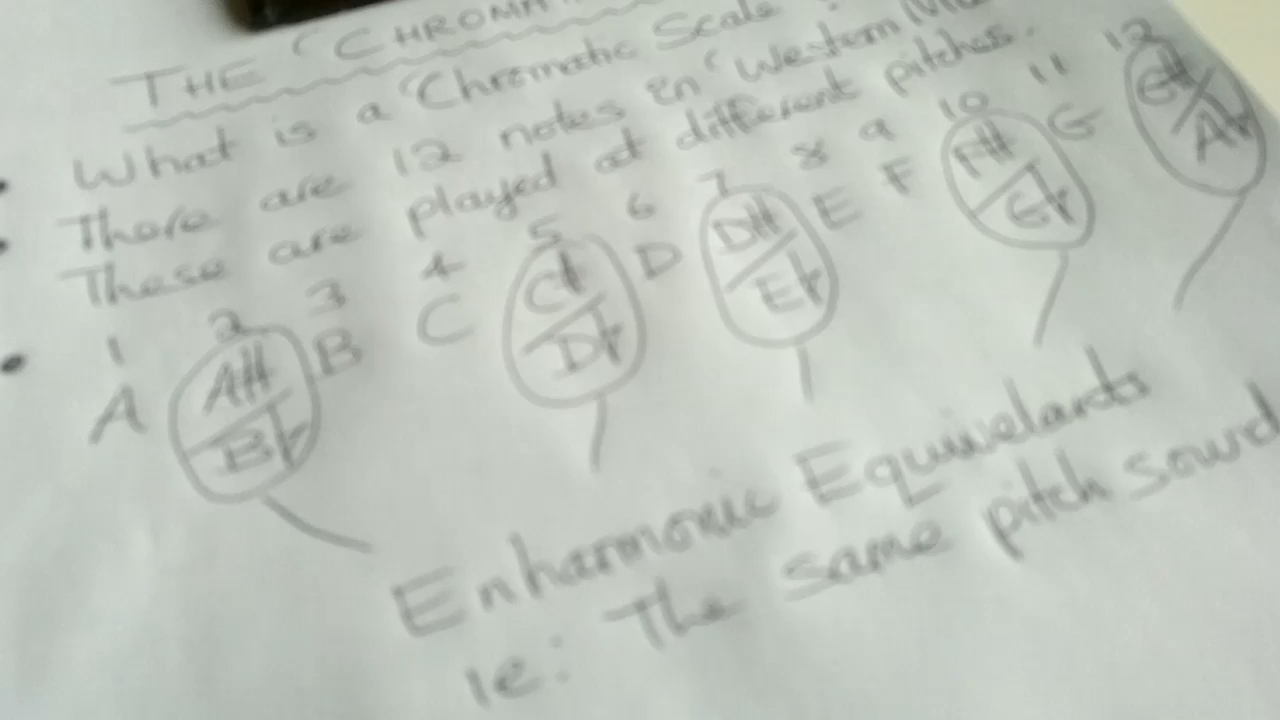 THE "CHROMA
What is a "Chromatic Scale
There are 12 notes in "Western
These are played at different pitches.
1 2 3 4 5 6 7 8 9 10 11 12
A A#/Bb B C C#/Db D D#/Eb E F F#/Gb G G#/Ab
Enharmonic Equivelants
ie: The same pitch sound